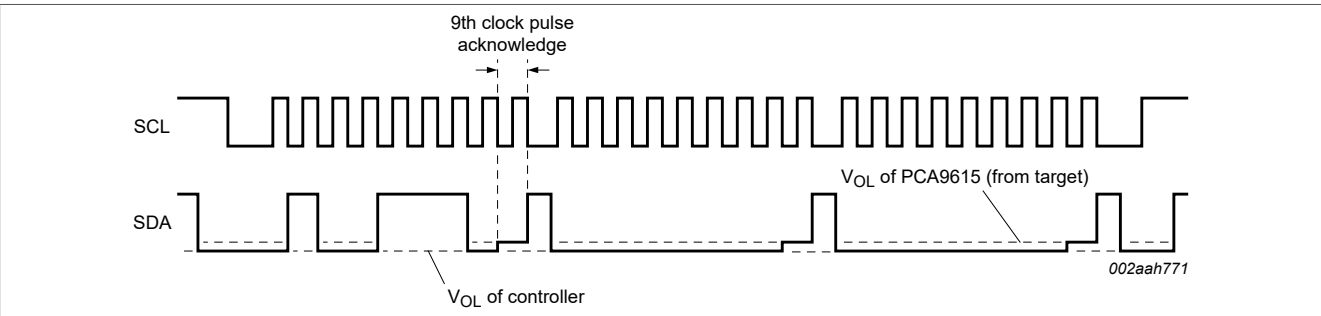 9th clock pulse
acknowledge
SCL
VOL of PCA9615 (from target)
SDA
002aah771
VOL of controller